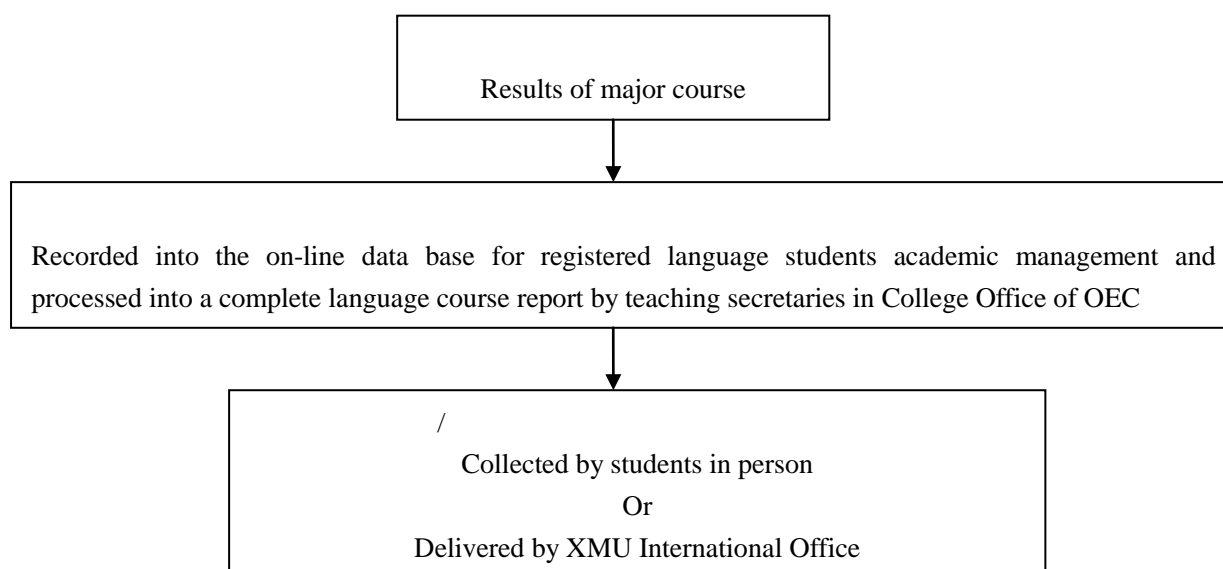 Results of major course
Recorded into the on-line data base for registered language students academic management and
processed into a complete language course report by teaching secretaries in College Office of OEC
/
Collected by students in person
Or
Delivered by XMU International Office